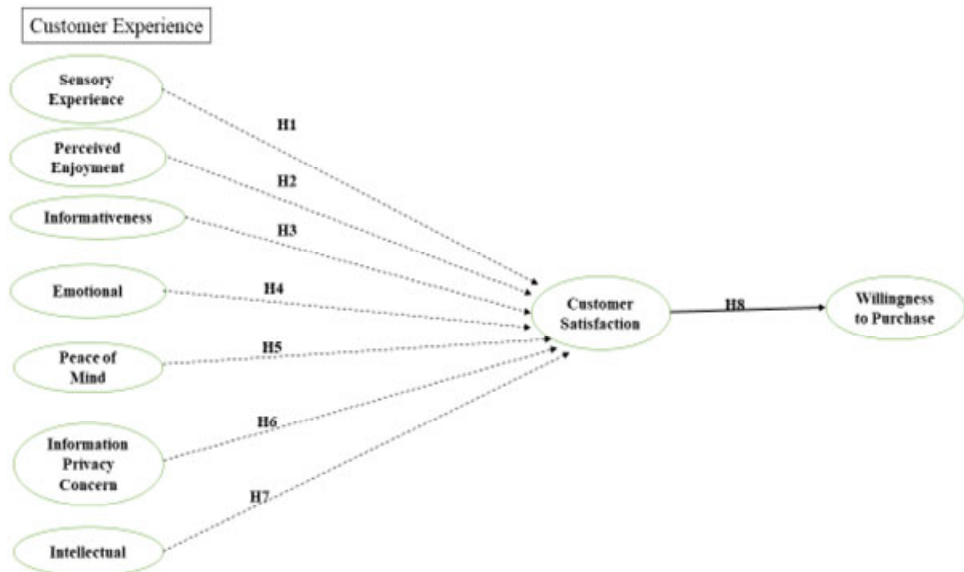 Customer Experience
Sensory
Experience
H1
Perceived
Enjoyment
H2
Informativeness
H3
Emotional
H4
Customer
Satisfaction
H8
Willingness
to Purchase
Peace of
Mind
H5
Information
Privacy
Concern
H6
Intellectual
H7